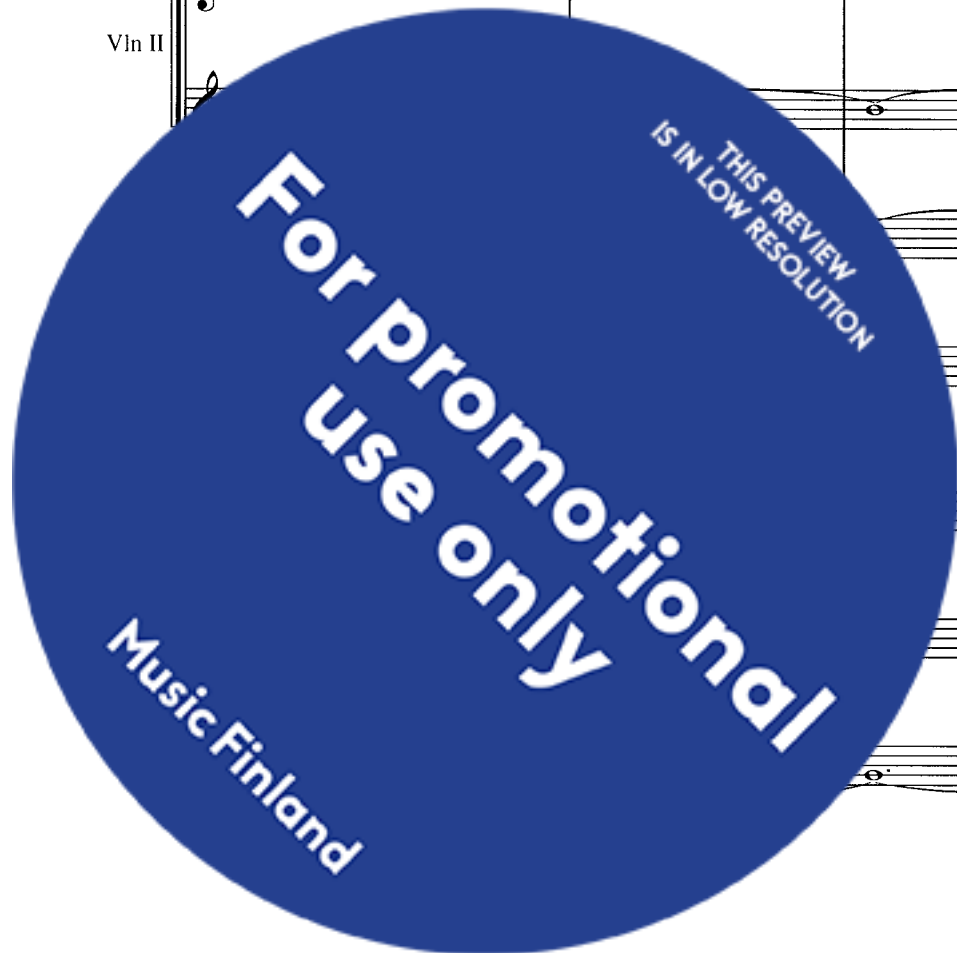 Vln II
THIS PREVIEW
IS IN LOW RESOLUTION
For promotional
use only
Music Finland